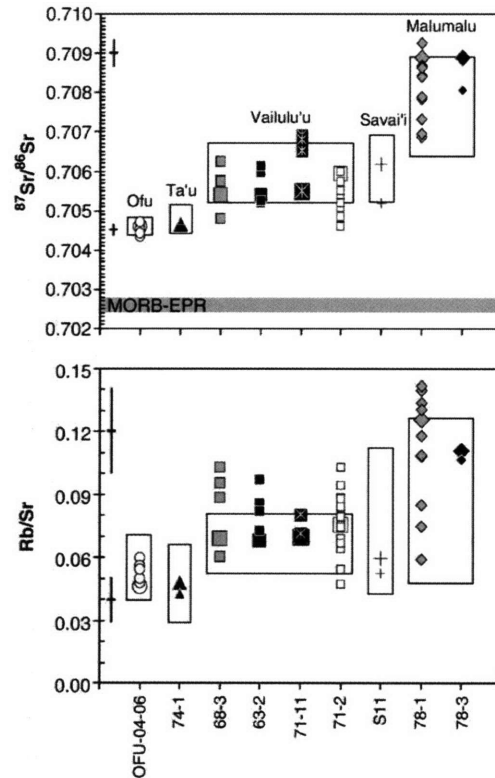 0.710
0.709
0.708
0.707
0.706
0.705
0.704
0.703
0.702
⁸⁷Sr/⁸⁶Sr
Malumalu
Vailulu'u
Savai'i
Ofu
Ta'u
MORB-EPR
0.15
0.12
0.09
0.06
0.03
0.00
Rb/Sr
OFU-04-06
74-1
68-3
63-2
71-11
71-2
S11
78-1
78-3